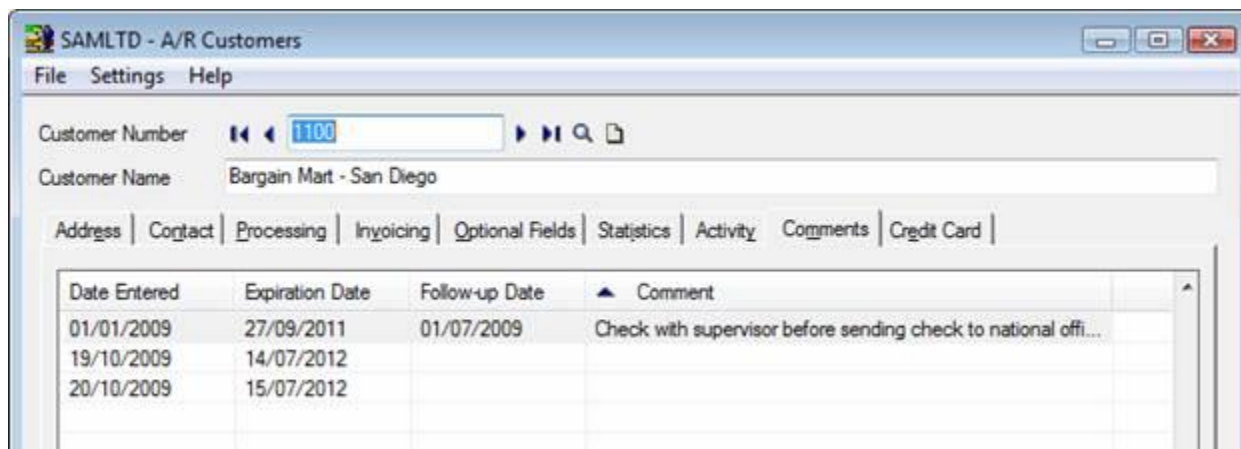 SAMLTD - A/R Customers
File Settings Help
Customer Number 1100
Customer Name Bargain Mart - San Diego
Address Contact Processing Invoicing Optional Fields Statistics Activity Comments Credit Card
Date Entered Expiration Date Follow-up Date Comment
01/01/2009 27/09/2011 01/07/2009 Check with supervisor before sending check to national offi...
19/10/2009 14/07/2012
20/10/2009 15/07/2012